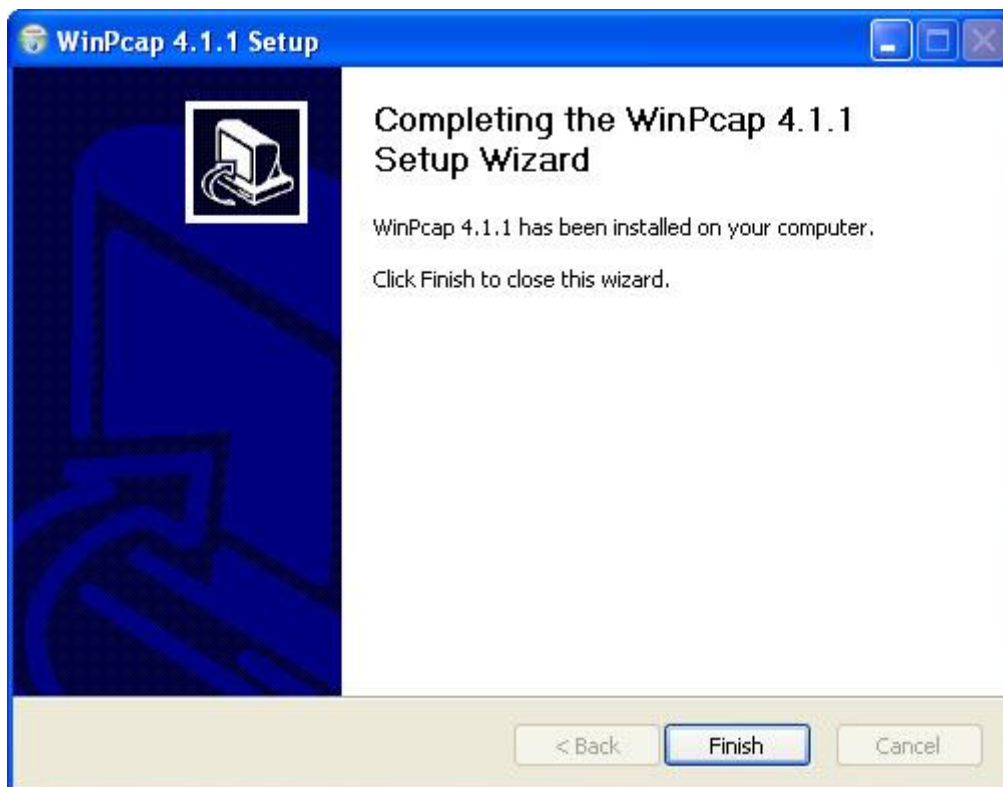 WinPcap 4.1.1 Setup
Completing the WinPcap 4.1.1
Setup Wizard
WinPcap 4.1.1 has been installed on your computer.
Click Finish to close this wizard.
< Back Finish Cancel